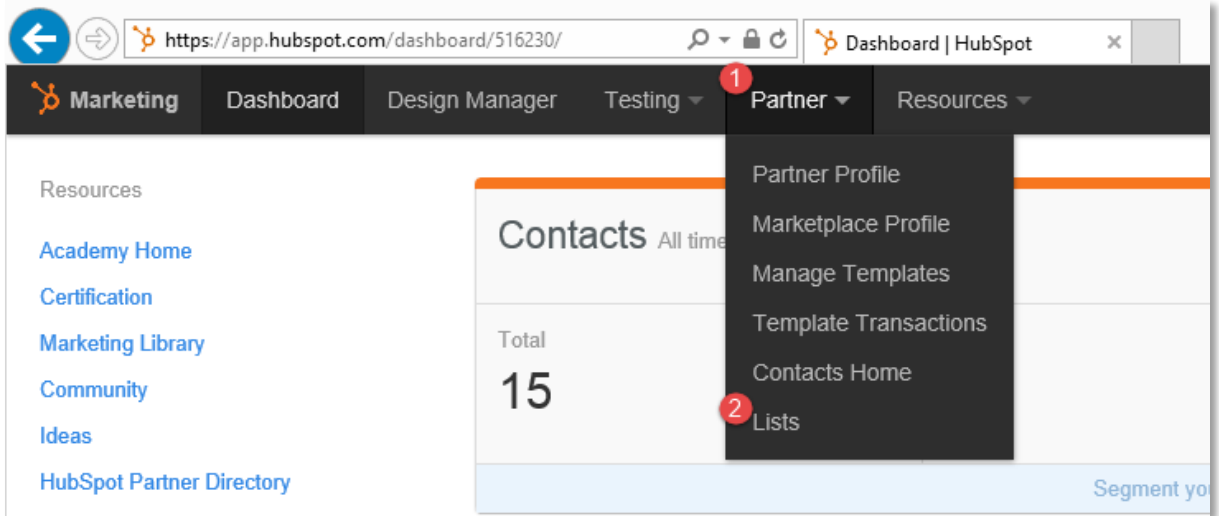 https://app.hubspot.com/dashboard/516230/
Dashboard | HubSpot
Marketing Dashboard Design Manager Testing 1 Partner Resources
Partner Profile
Marketplace Profile
Manage Templates
Template Transactions
Contacts Home
2 Lists
Resources
Academy Home
Certification
Marketing Library
Community
Ideas
HubSpot Partner Directory
Contacts All time
Total
15
Segment